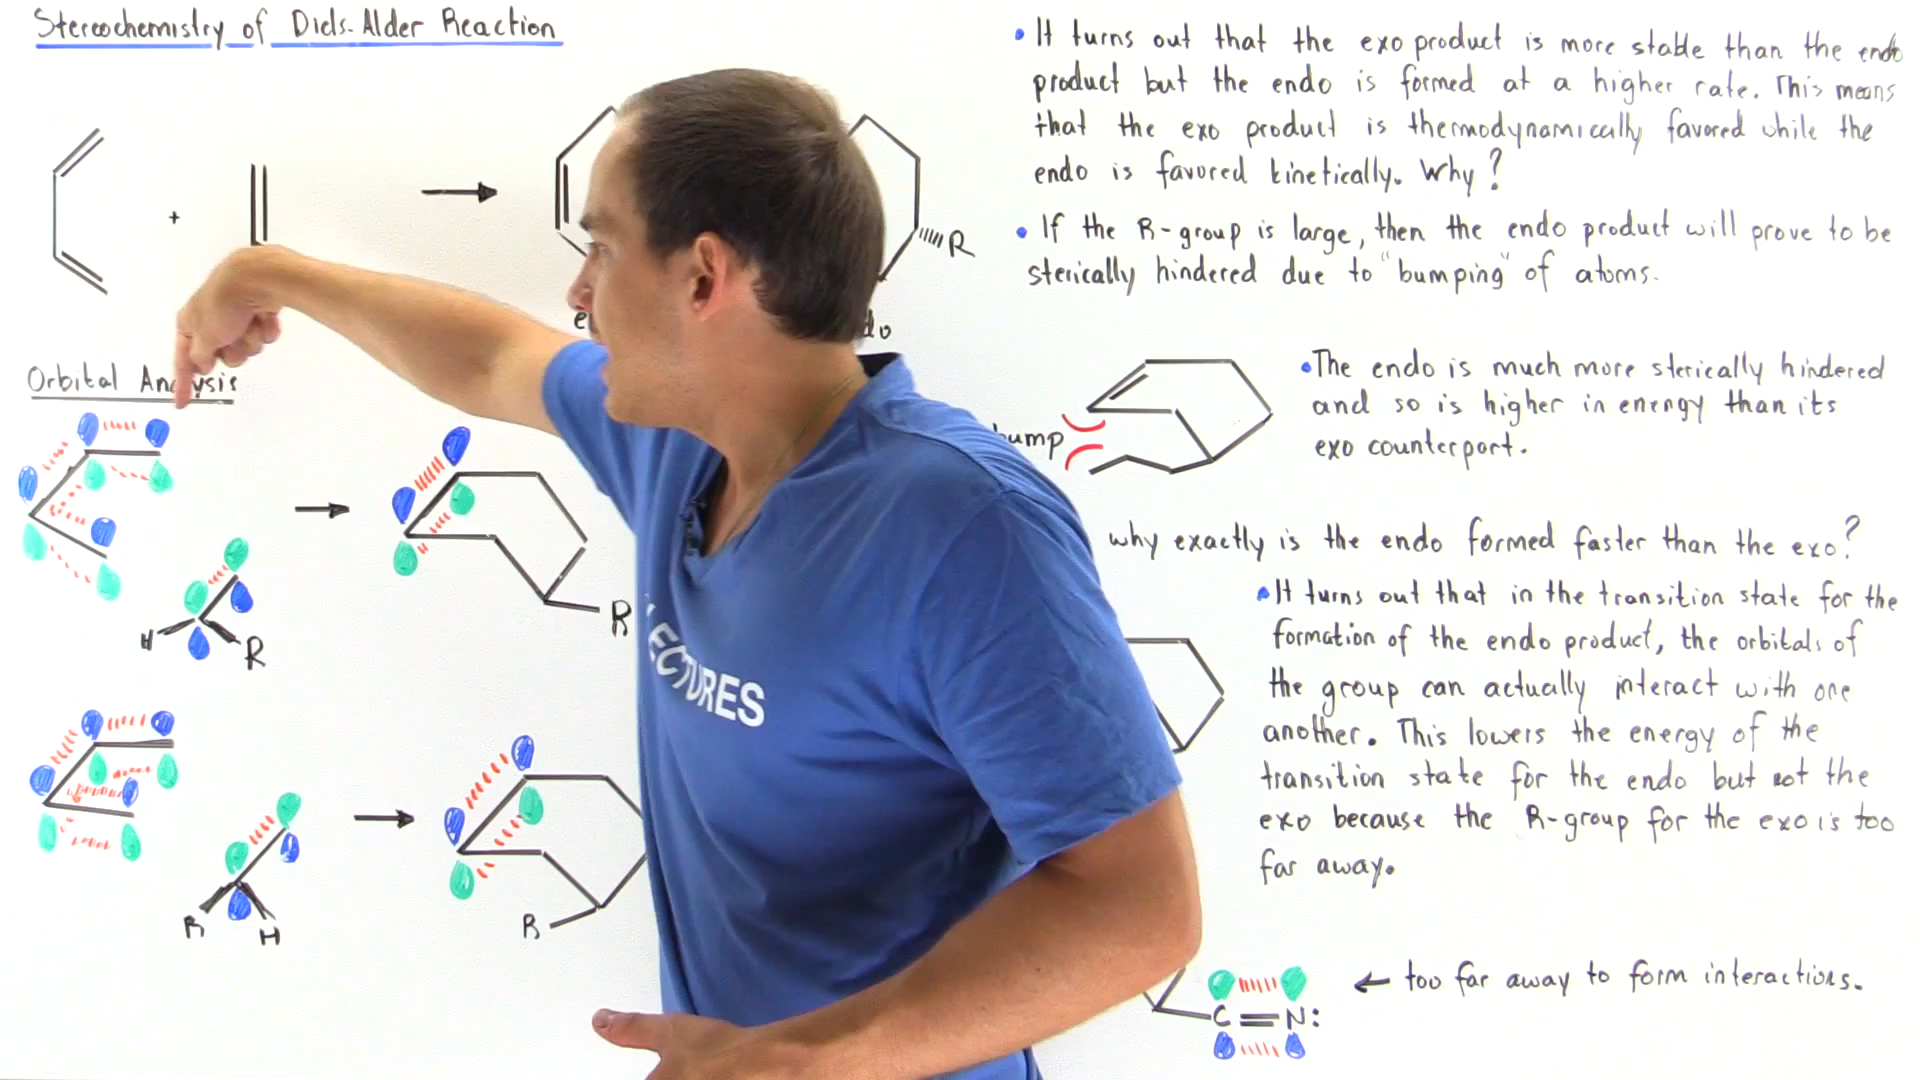 Stereochemistry of Diels-Alder Reaction
+
R
Orbital Analysis
H
R
R
R
H
R
LECTURES
• It turns out that the exo product is more stable than the endo
product but the endo is formed at a higher rate. This means
that the exo product is thermodynamically favored while the
endo is favored kinetically. Why?
• If the R-group is large, then the endo product will prove to be
sterically hindered due to "bumping" of atoms.
bump
• The endo is much more sterically hindered
and so is higher in energy than its
exo counterpart.
why exactly is the endo formed faster than the exo?
• It turns out that in the transition state for the
formation of the endo product, the orbitals of
the group can actually interact with one
another. This lowers the energy of the
transition state for the endo but not the
exo because the R-group for the exo is too
far away.
C N:
← too far away to form interactions.